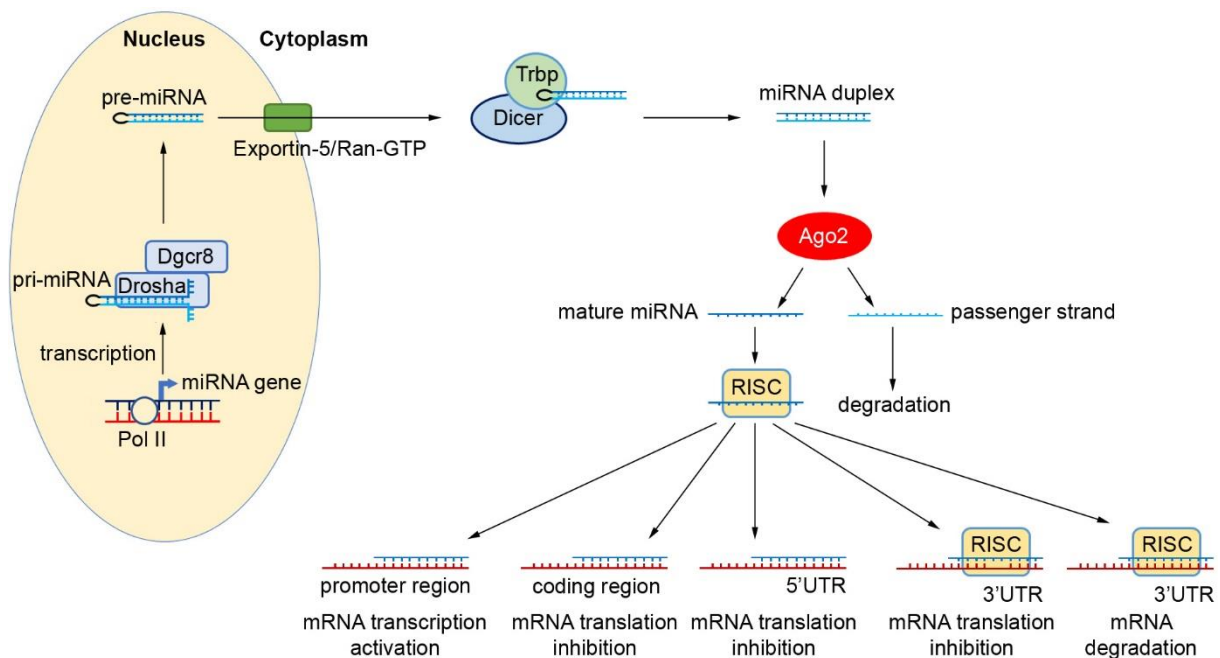 Nucleus
Cytoplasm
pre-miRNA
Exportin-5/Ran-GTP
Trbp
Dicer
miRNA duplex
Dgcr8
pri-miRNA
Drosha
transcription
miRNA gene
Pol II
Ago2
mature miRNA
passenger strand
RISC
degradation
promoter region
mRNA transcription
activation
coding region
mRNA translation
inhibition
5'UTR
mRNA translation
inhibition
RISC
3'UTR
mRNA translation
inhibition
RISC
3'UTR
mRNA
degradation